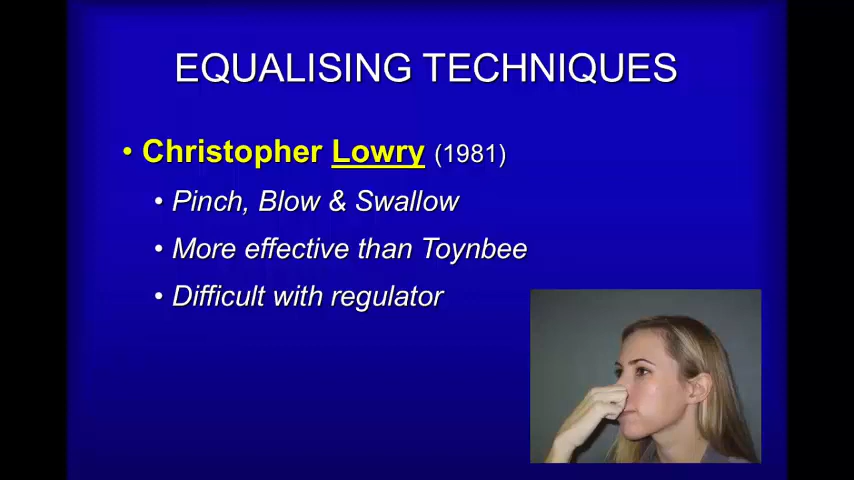 EQUALISING TECHNIQUES
• Christopher Lowry (1981)
• Pinch, Blow & Swallow
• More effective than Toynbee
• Difficult with regulator